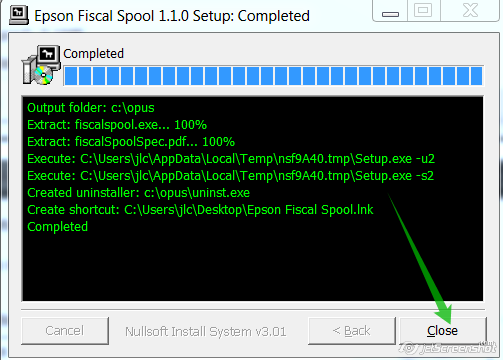 Epson Fiscal Spool 1.1.0 Setup: Completed
Completed
Output folder: c:\opus
Extract: fiscalspool.exe... 100%
Extract: fiscalSpoolSpec.pdf... 100%
Execute: C:\Users\jlc\AppData\Local\Temp\nsf9A40.tmp\Setup.exe -u2
Execute: C:\Users\jlc\AppData\Local\Temp\nsf9A40.tmp\Setup.exe -s2
Created uninstaller: c:\opus\uninst.exe
Create shortcut: C:\Users\jlc\Desktop\Epson Fiscal Spool.lnk
Completed
Cancel
Nullsoft Install System v3.01
< Back
Close